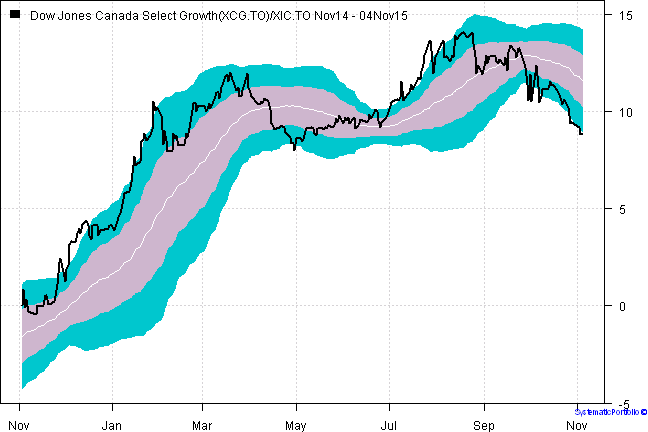 Dow Jones Canada Select Growth(XCG.TO)/XIC.TO Nov14 - 04Nov15
15
10
5
0
-5
SystematicPortfolio ©
Nov Jan Mar May Jul Sep Nov